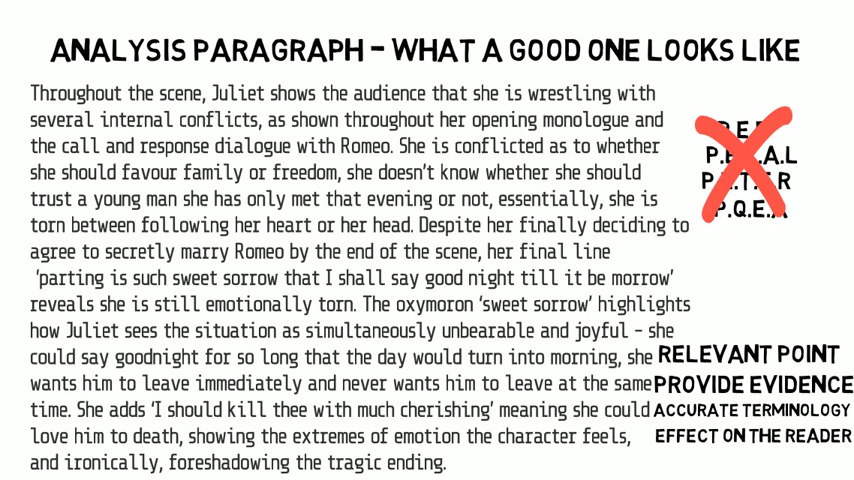 ANALYSIS PARAGRAPH - WHAT A GOOD ONE LOOKS LIKE
Throughout the scene, Juliet shows the audience that she is wrestling with
several internal conflicts, as shown throughout her opening monologue and
the call and response dialogue with Romeo. She is conflicted as to whether
she should favour family or freedom, she doesn't know whether she should
trust a young man she has only met that evening or not, essentially, she is
torn between following her heart or her head. Despite her finally deciding to
agree to secretly marry Romeo by the end of the scene, her final line
'parting is such sweet sorrow that I shall say good night till it be morrow'
reveals she is still emotionally torn. The oxymoron 'sweet sorrow' highlights
how Juliet sees the situation as simultaneously unbearable and joyful - she
could say goodnight for so long that the day would turn into morning, she
wants him to leave immediately and never wants him to leave at the same
time. She adds 'I should kill thee with much cherishing' meaning she could
love him to death, showing the extremes of emotion the character feels,
and ironically, foreshadowing the tragic ending.
P.Q.E.A
RELEVANT POINT
PROVIDE EVIDENCE
ACCURATE TERMINOLOGY
EFFECT ON THE READER